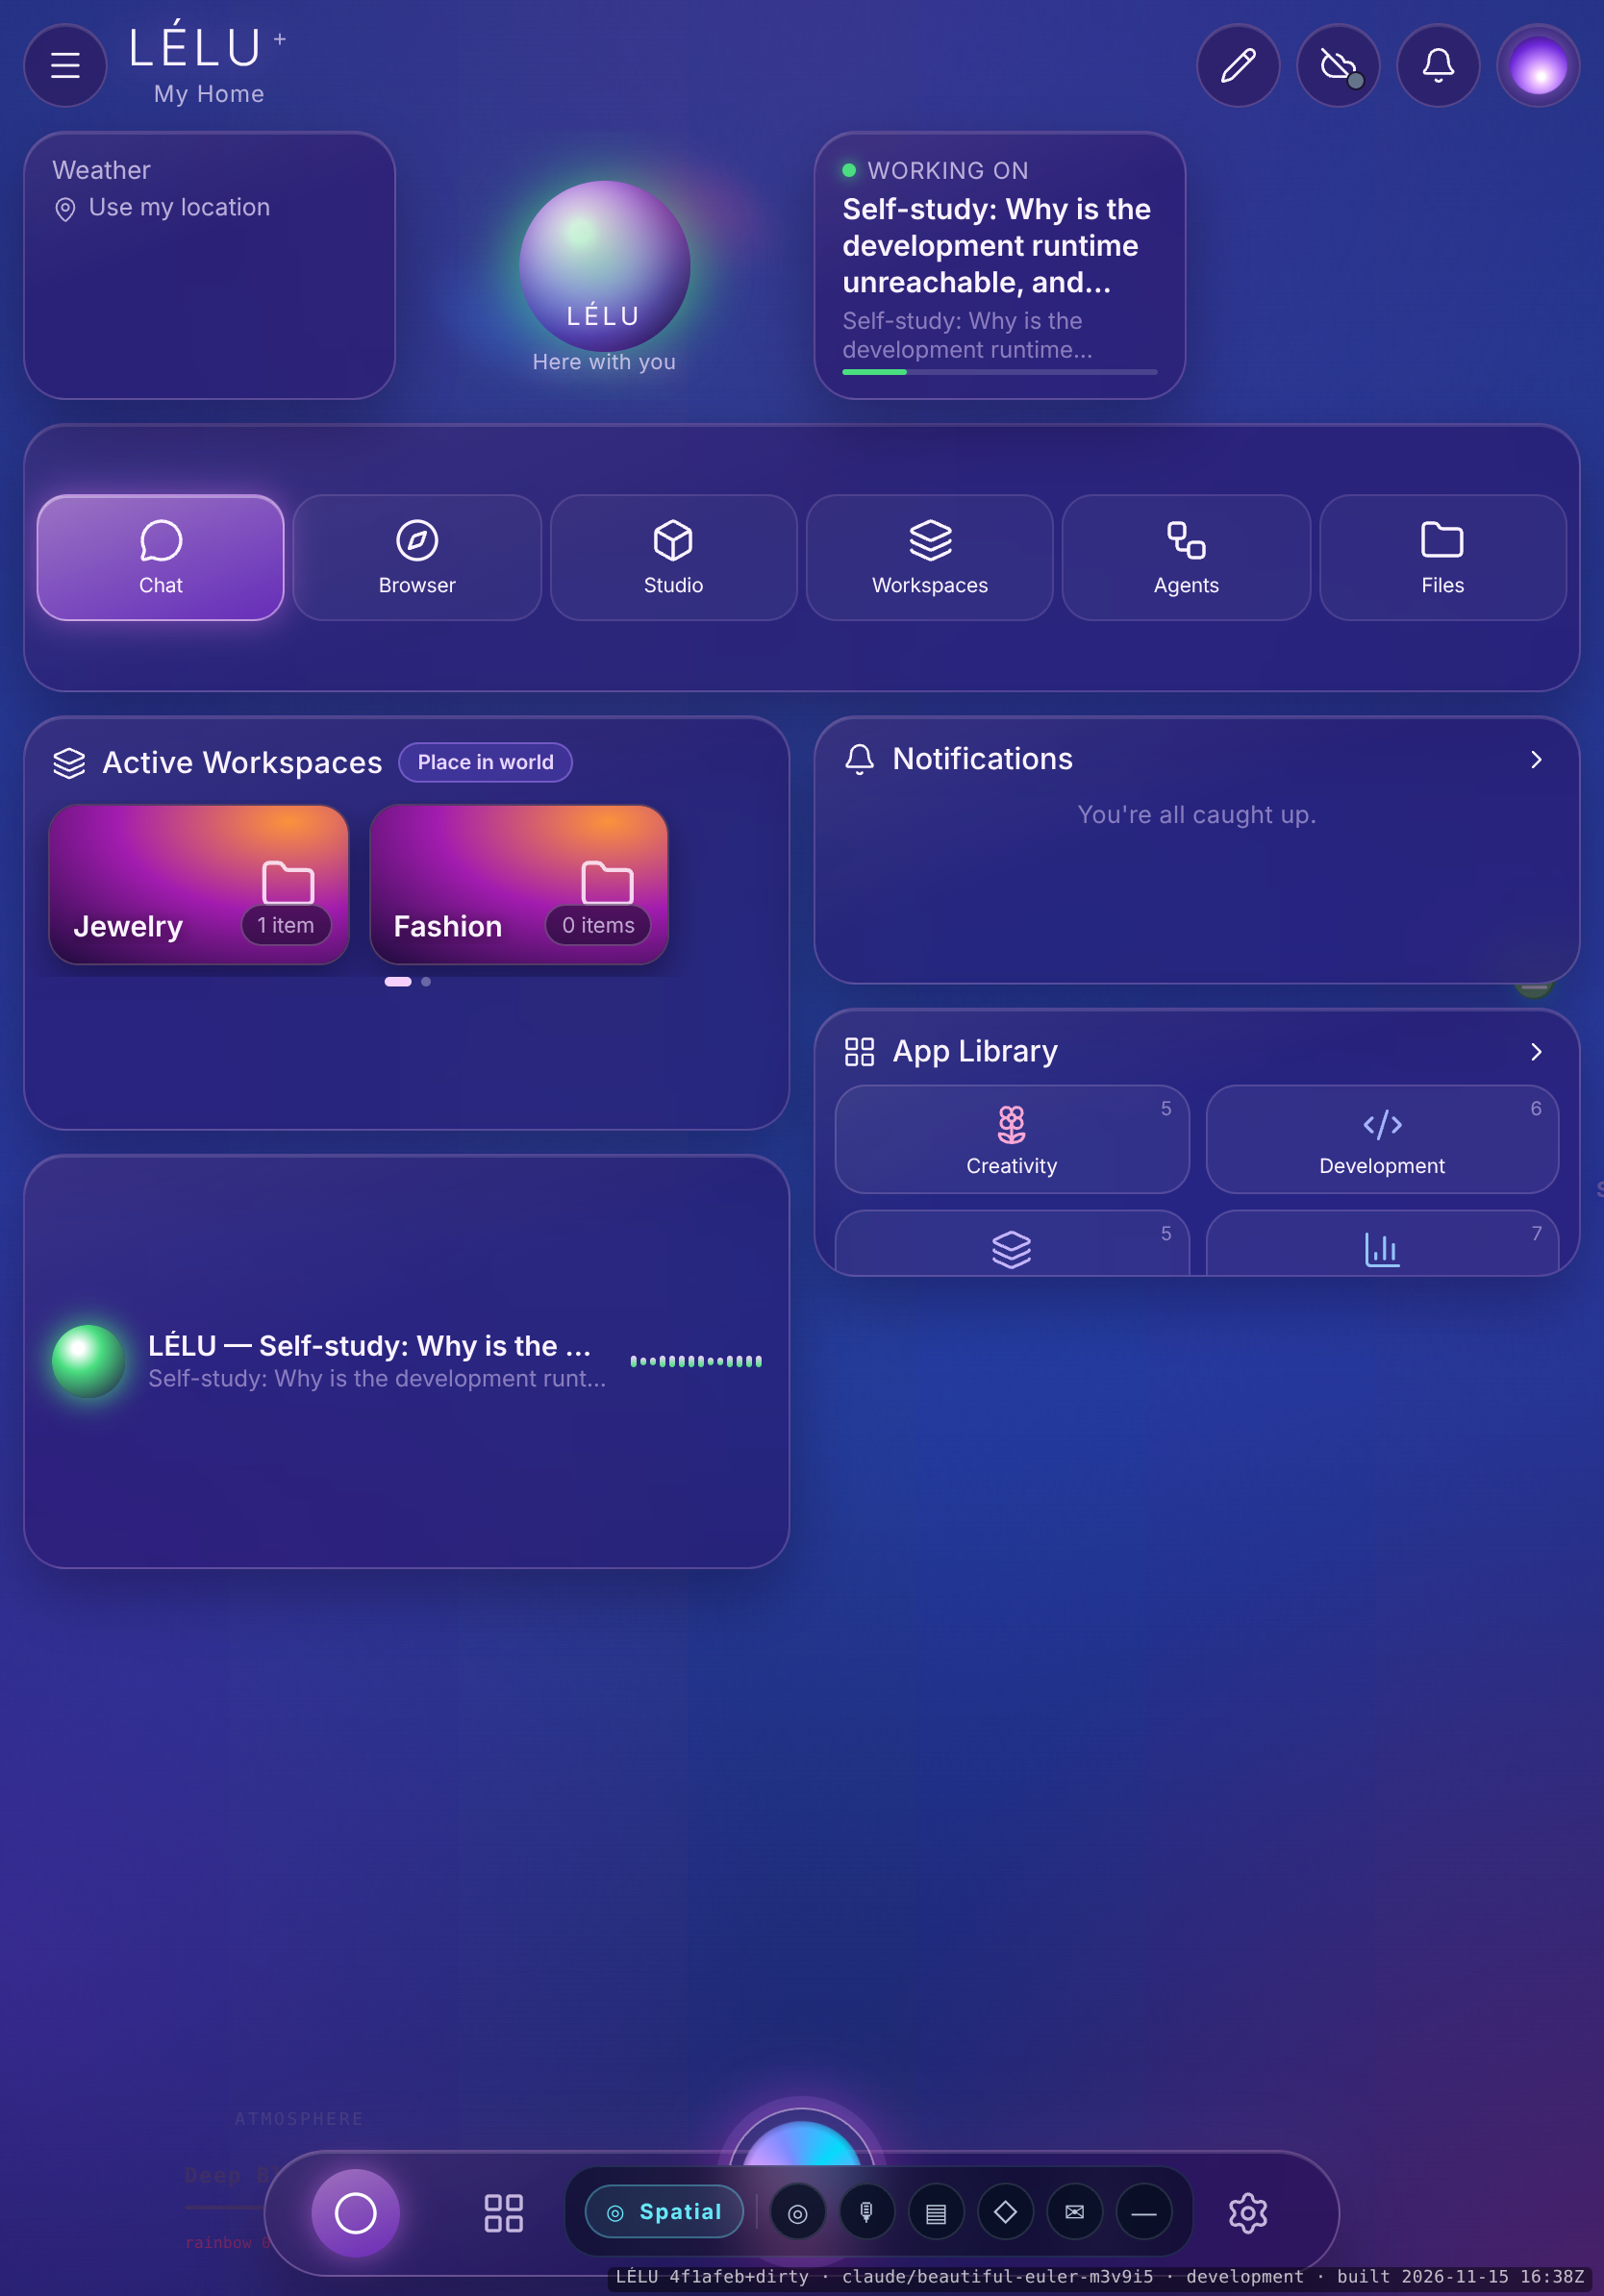 LÉLU +
My Home
Weather
Use my location
LÉLU
Here with you
WORKING ON
Self-study: Why is the
development runtime
unreachable, and...
Self-study: Why is the
development runtime...
Chat
Browser
Studio
Workspaces
Agents
Files
Active Workspaces
Place in world
Jewelry
1 item
Fashion
0 items
Notifications
You're all caught up.
App Library
5
Creativity
6
Development
5
7
LÉLU — Self-study: Why is the ...
Self-study: Why is the development runt...
ATMOSPHERE
Deep
rainbow
Spatial
LÉLU 4f1afeb+dirty · claude/beautiful-euler-m3v9i5 · development · built 2026-11-15 16:38Z